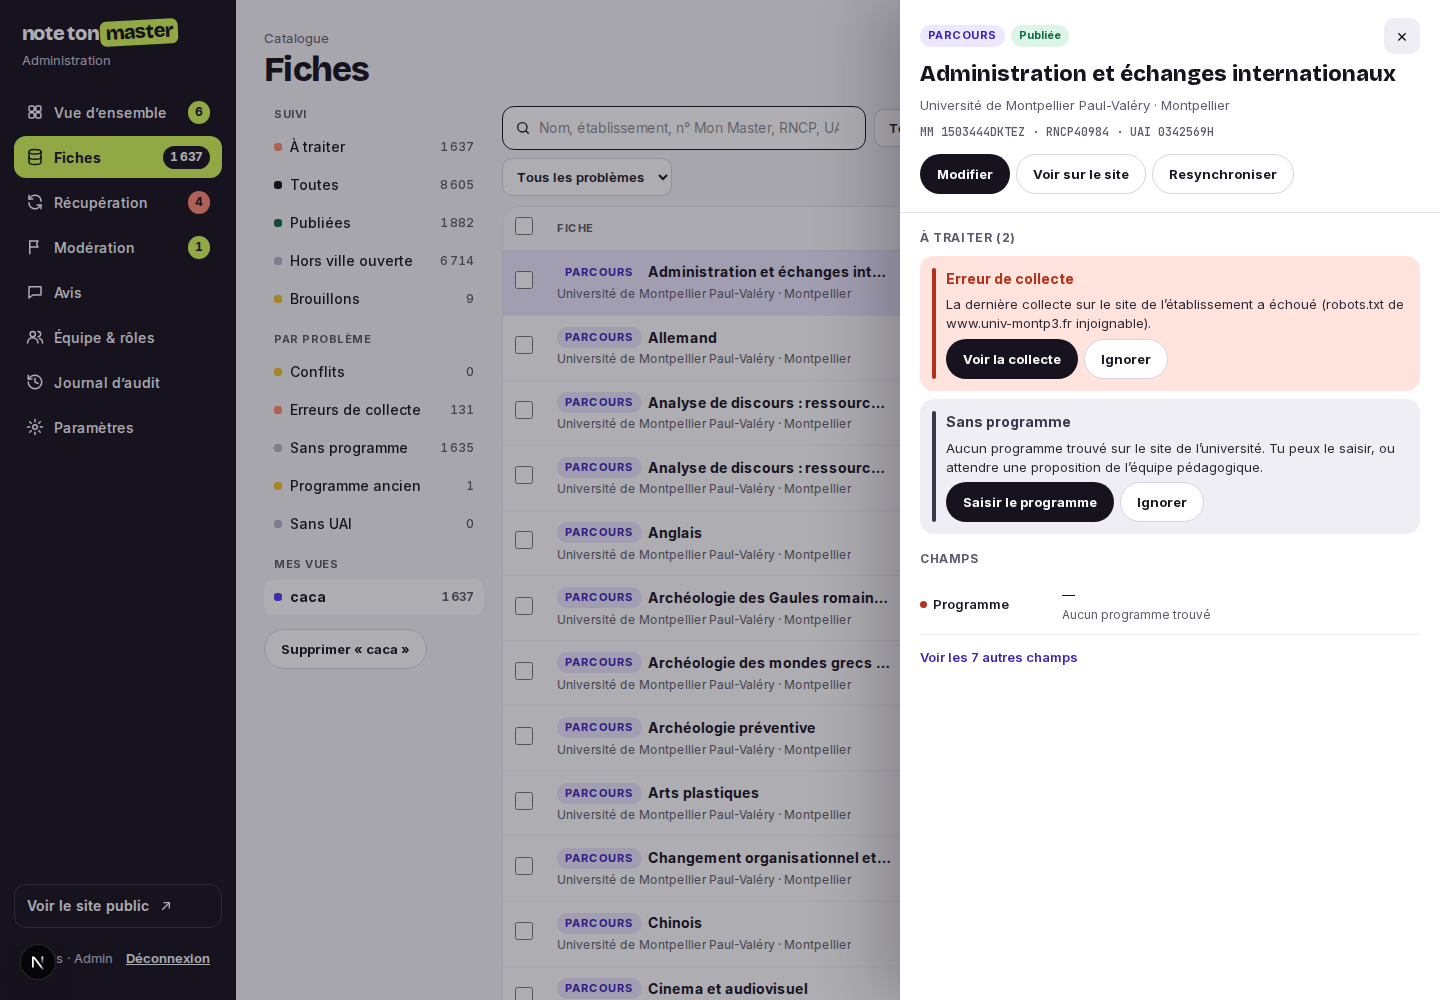 note ton master
Administration
Vue d’ensemble 6
Fiches 1 637
Récupération 4
Modération 1
Avis
Équipe & rôles
Journal d’audit
Paramètres
Voir le site public ↗
s · Admin Déconnexion
Catalogue
Fiches
SUIVI
À traiter 1 637
Toutes 8 605
Publiées 1 882
Hors ville ouverte 6 714
Brouillons 9
PAR PROBLÈME
Conflits 0
Erreurs de collecte 131
Sans programme 1 635
Programme ancien 1
Sans UAI 0
MES VUES
caca 1 637
Supprimer « caca »
Nom, établissement, n° Mon Master, RNCP, UA
Tous les problèmes
FICHE
PARCOURS Administration et échanges int…
Université de Montpellier Paul-Valéry · Montpellier
PARCOURS Allemand
Université de Montpellier Paul-Valéry · Montpellier
PARCOURS Analyse de discours : ressourc…
Université de Montpellier Paul-Valéry · Montpellier
PARCOURS Analyse de discours : ressourc…
Université de Montpellier Paul-Valéry · Montpellier
PARCOURS Anglais
Université de Montpellier Paul-Valéry · Montpellier
PARCOURS Archéologie des Gaules romain…
Université de Montpellier Paul-Valéry · Montpellier
PARCOURS Archéologie des mondes grecs …
Université de Montpellier Paul-Valéry · Montpellier
PARCOURS Archéologie préventive
Université de Montpellier Paul-Valéry · Montpellier
PARCOURS Arts plastiques
Université de Montpellier Paul-Valéry · Montpellier
PARCOURS Changement organisationnel et…
Université de Montpellier Paul-Valéry · Montpellier
PARCOURS Chinois
Université de Montpellier Paul-Valéry · Montpellier
PARCOURS Cinema et audiovisuel
PARCOURS Publiée
Administration et échanges internationaux
Université de Montpellier Paul-Valéry · Montpellier
MM 1503444DKTEZ · RNCP40984 · UAI 0342569H
Modifier Voir sur le site Resynchroniser
À TRAITER (2)
Erreur de collecte
La dernière collecte sur le site de l’établissement a échoué (robots.txt de
www.univ-montp3.fr injoignable).
Voir la collecte Ignorer
Sans programme
Aucun programme trouvé sur le site de l’université. Tu peux le saisir, ou
attendre une proposition de l’équipe pédagogique.
Saisir le programme Ignorer
CHAMPS
Programme —
Aucun programme trouvé
Voir les 7 autres champs